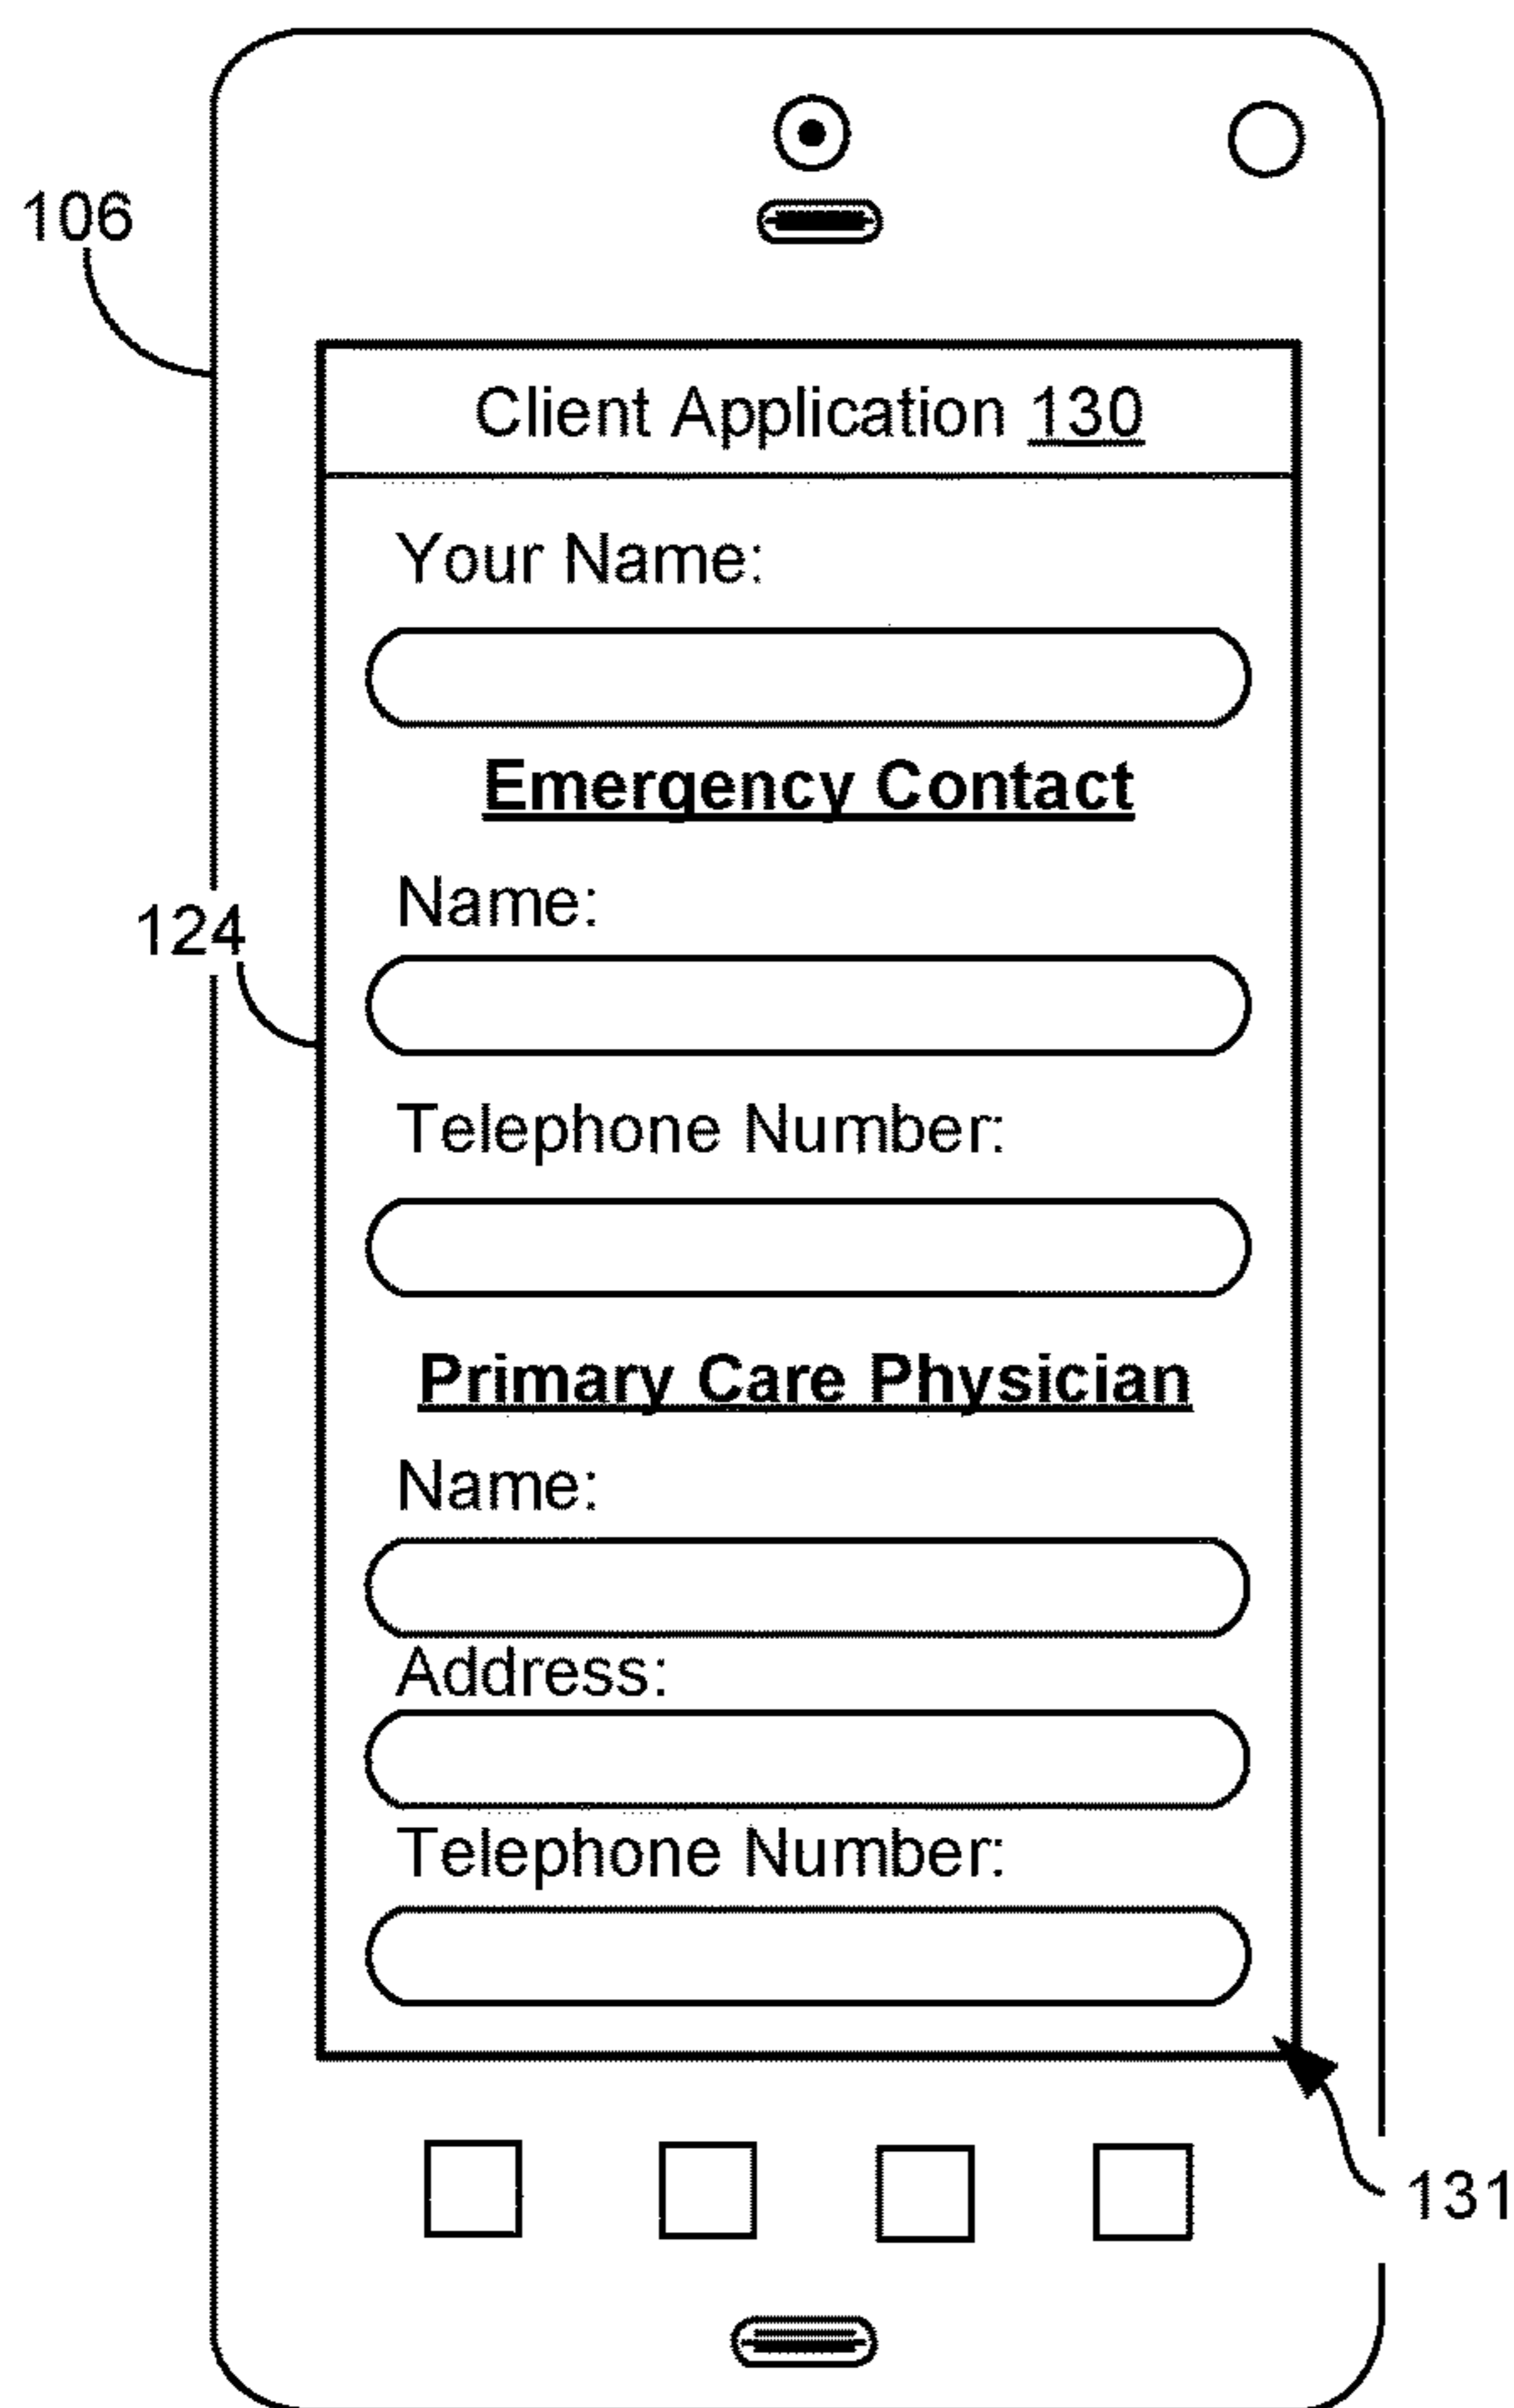 106
Client Application 130
Your Name:
Emergency Contact
Name:
124
Telephone Number:
Primary Care Physician
Name:
Address:
Telephone Number:
131